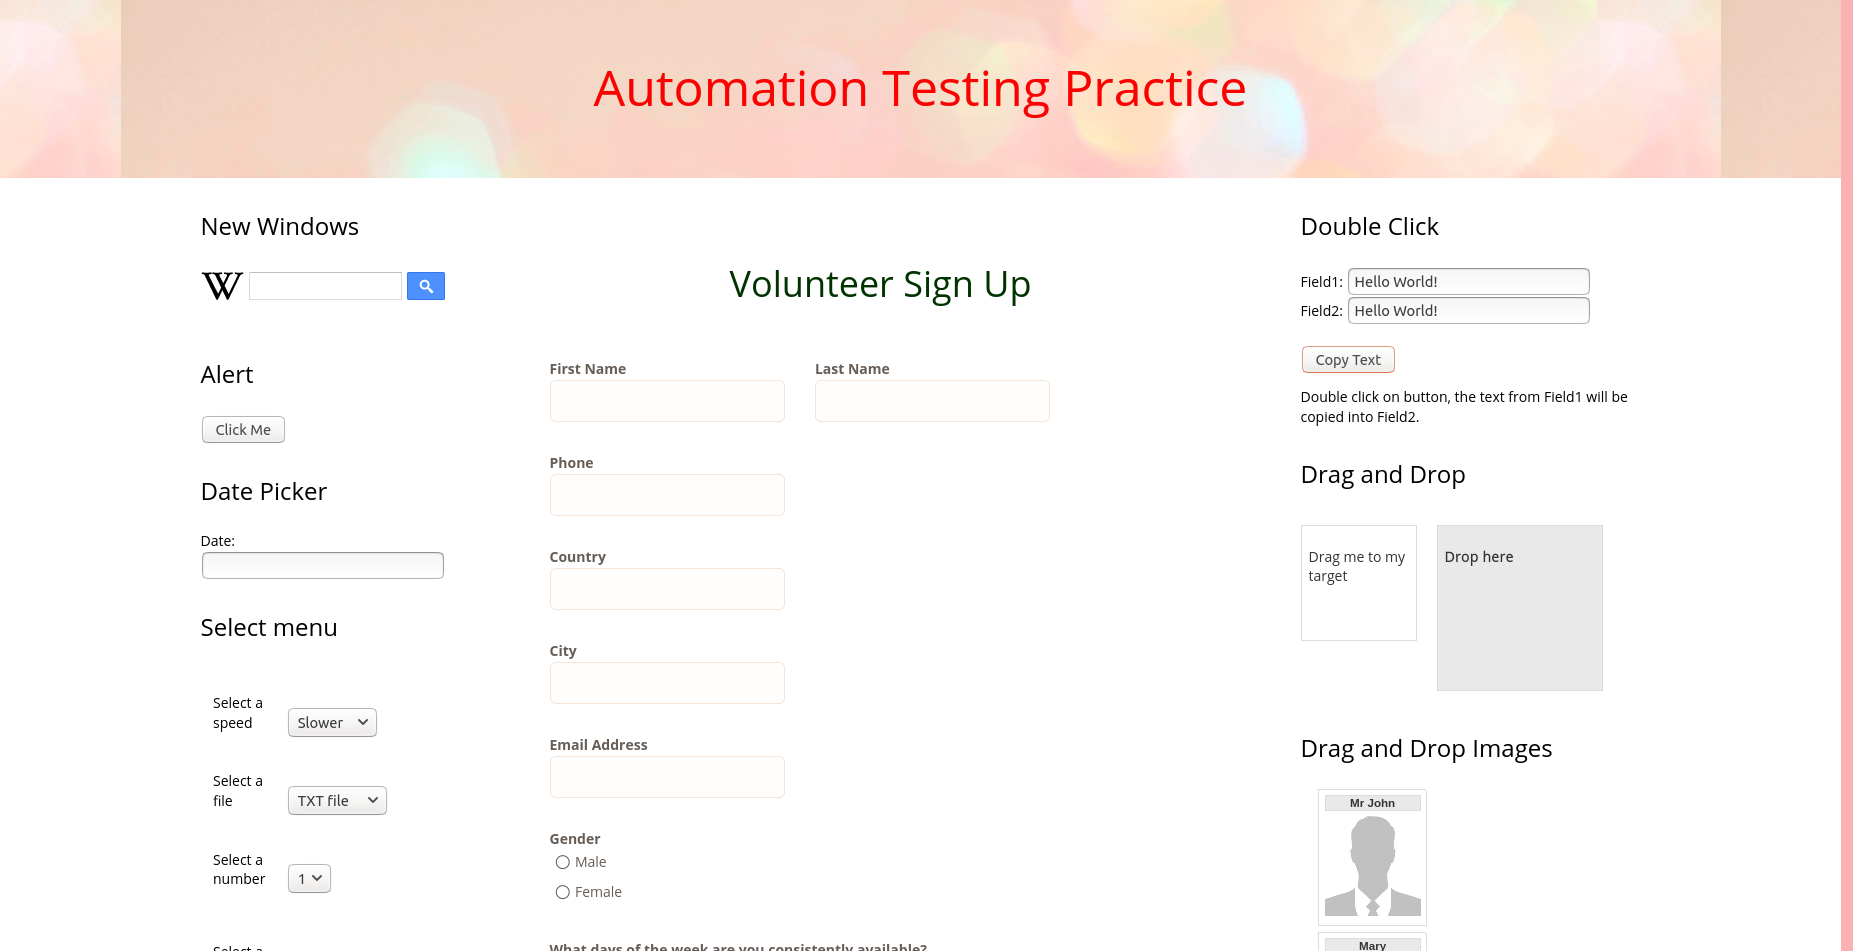 Automation Testing Practice
New Windows
W
Alert
Click Me
Date Picker
Date:
Select menu
Select a
speed
Slower
Select a
file
TXT file
Select a
number
1
Select a
Volunteer Sign Up
First Name
Last Name
Phone
Country
City
Email Address
Gender
Male
Female
What days of the week are you consistently available?
Double Click
Field1: Hello World!
Field2: Hello World!
Copy Text
Double click on button, the text from Field1 will be
copied into Field2.
Drag and Drop
Drag me to my
target
Drop here
Drag and Drop Images
Mr John
Mary